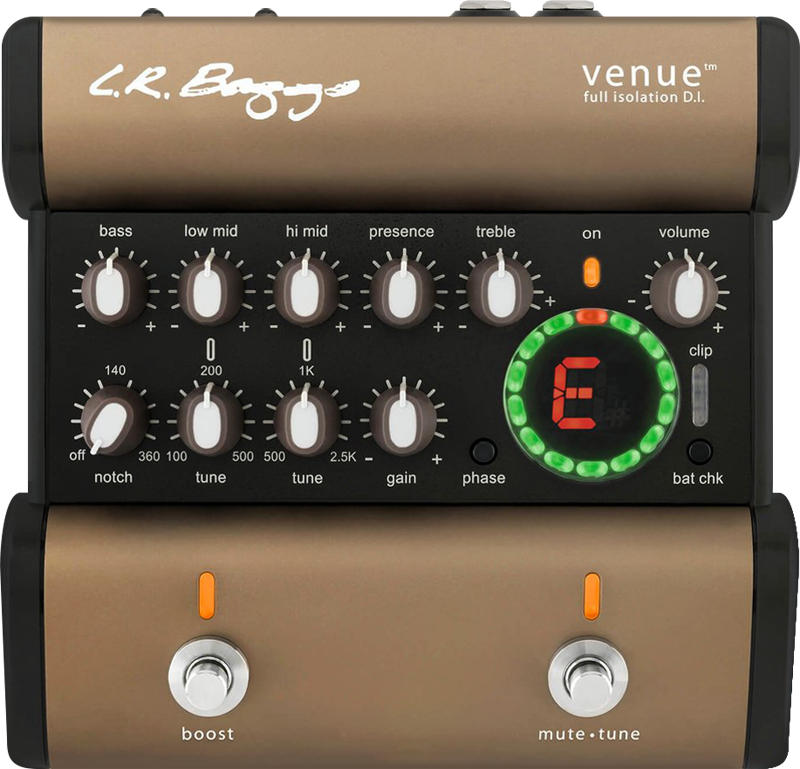 L.R. Baggs
venue™
full isolation D.I.
bass low mid hi mid presence treble on volume
- + - + - + - + - + - +
140 200 1K clip
E
off 360 100 500 500 2.5K - +
notch tune tune gain phase bat chk
boost mute•tune